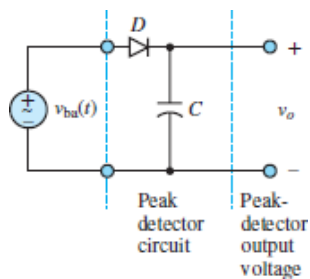 D
+
+
~
−
v_ba(t)
C
v_o
−
Peak
detector
circuit
Peak-
detector
output
voltage